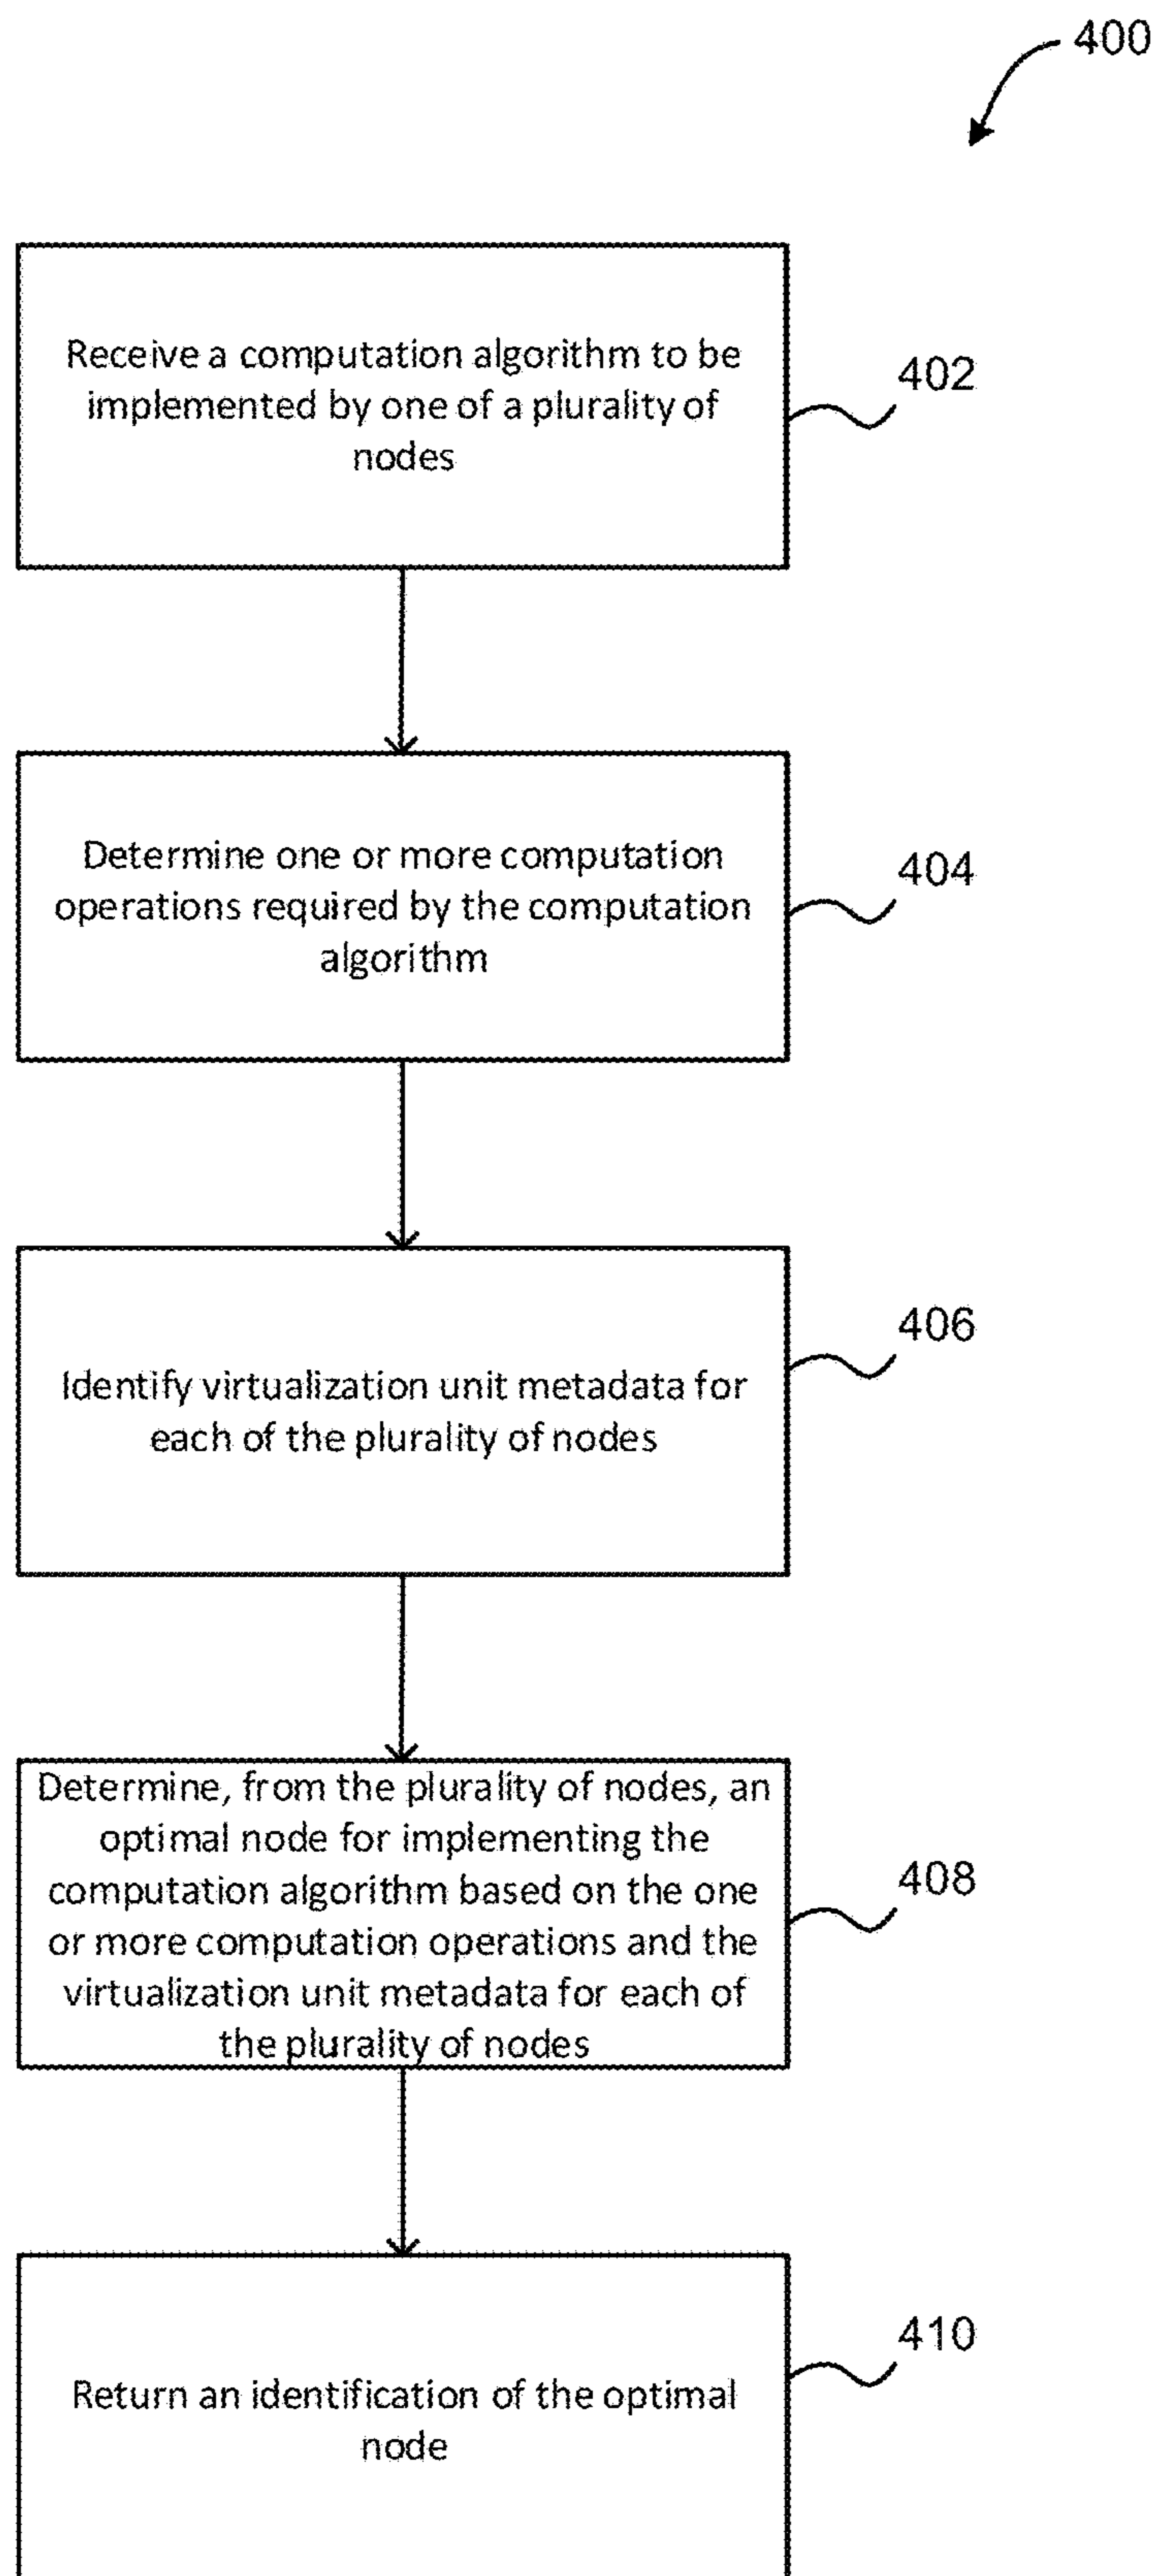 400
Receive a computation algorithm to be
implemented by one of a plurality of
nodes
402
Determine one or more computation
operations required by the computation
algorithm
404
Identify virtualization unit metadata for
each of the plurality of nodes
406
Determine, from the plurality of nodes, an
optimal node for implementing the
computation algorithm based on the one
or more computation operations and the
virtualization unit metadata for each of
the plurality of nodes
408
Return an identification of the optimal
node
410